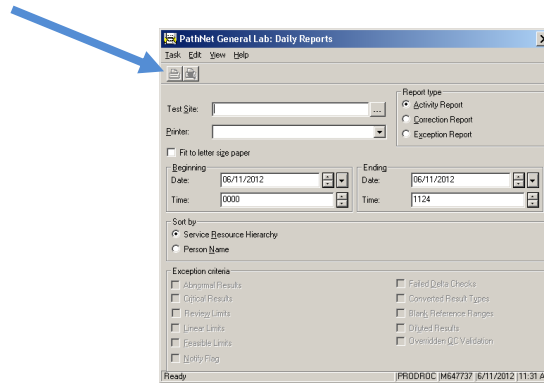 PathNet General Lab: Daily Reports
Task Edit View Help
Report type
Test Site: ...
Activity Report
Correction Report
Printer:
Exception Report
Fit to letter size paper
Beginning
Ending
Date: 06/11/2012
Date: 06/11/2012
Time: 0000
Time: 1124
Sort by
Service Resource Hierarchy
Person Name
Exception criteria
Abnormal Results
Failed Delta Checks
Critical Results
Converted Result Types
Review Limits
Blank Reference Ranges
Linear Limits
Diluted Results
Feasible Limits
Overridden QC Validation
Notify Flag
Ready PRODROC M647737 6/11/2012 11:31 A